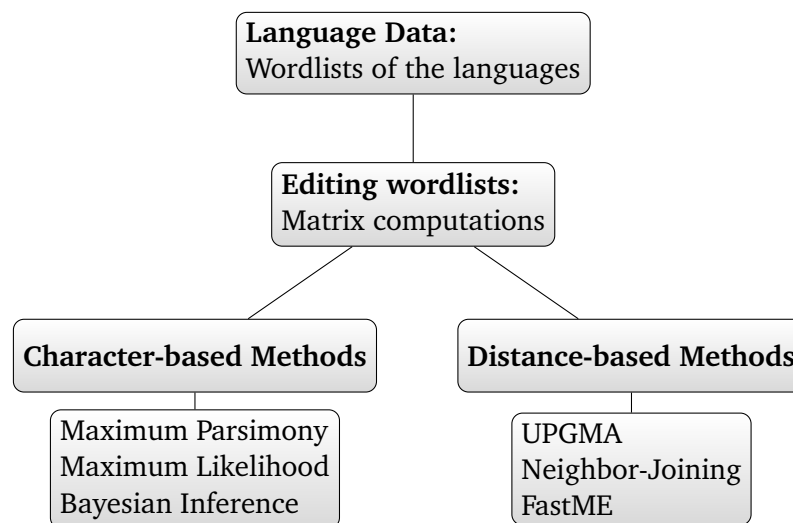 Language Data:
Wordlists of the languages
Editing wordlists:
Matrix computations
Character-based Methods
Distance-based Methods
Maximum Parsimony
Maximum Likelihood
Bayesian Inference
UPGMA
Neighbor-Joining
FastME